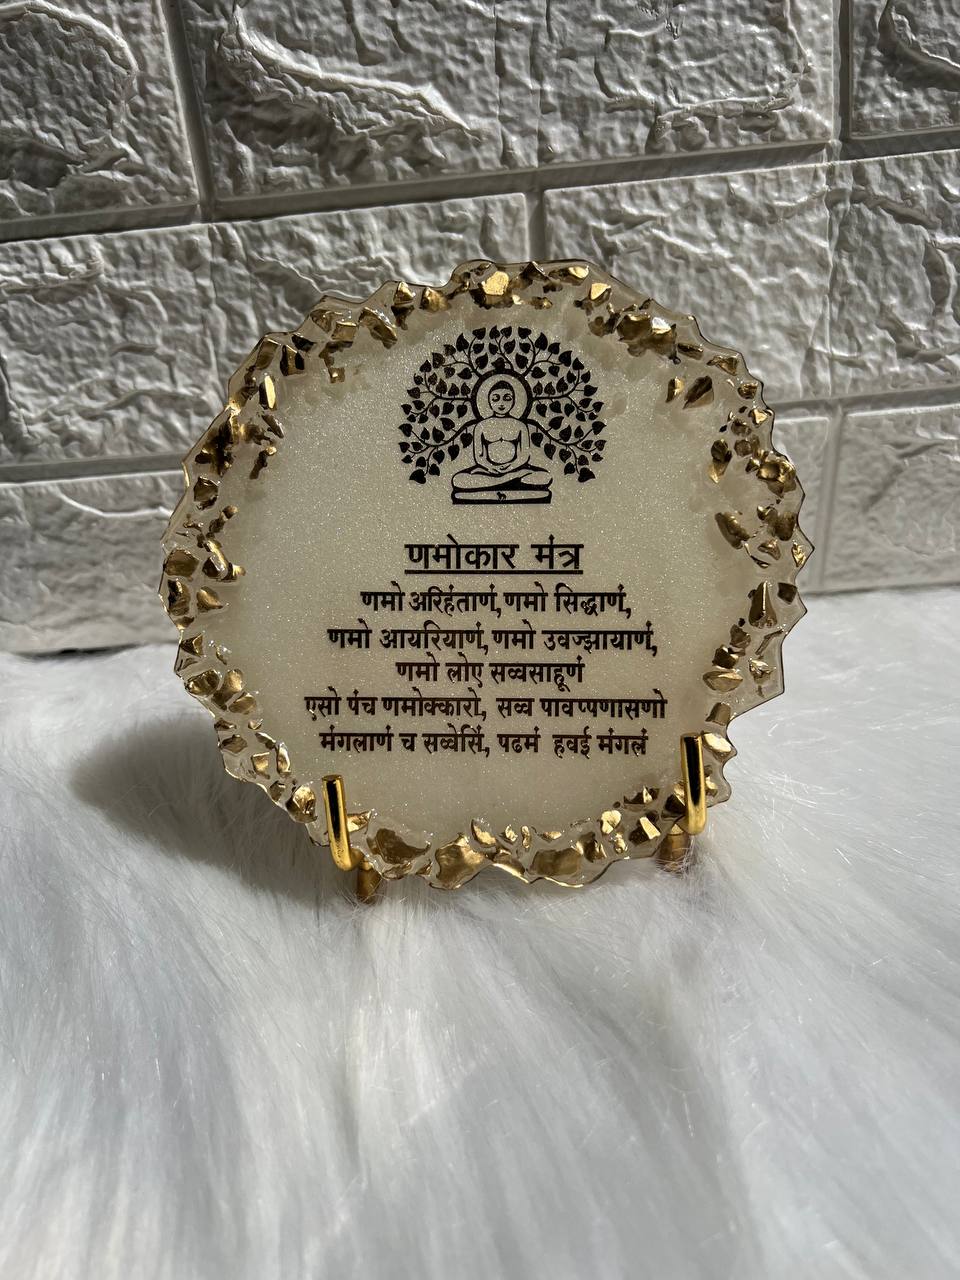 णमोकार मंत्र
णमो अरिहंताणं, णमो सिद्धाणं,
णमो आयरियाणं, णमो उवज्झायाणं,
णमो लोए सव्वसाहूणं
एसो पंच णमोक्कारो, सव्व पावप्पणासणो
मंगलाणं च सव्वेसिं, पढमं हवई मंगलं